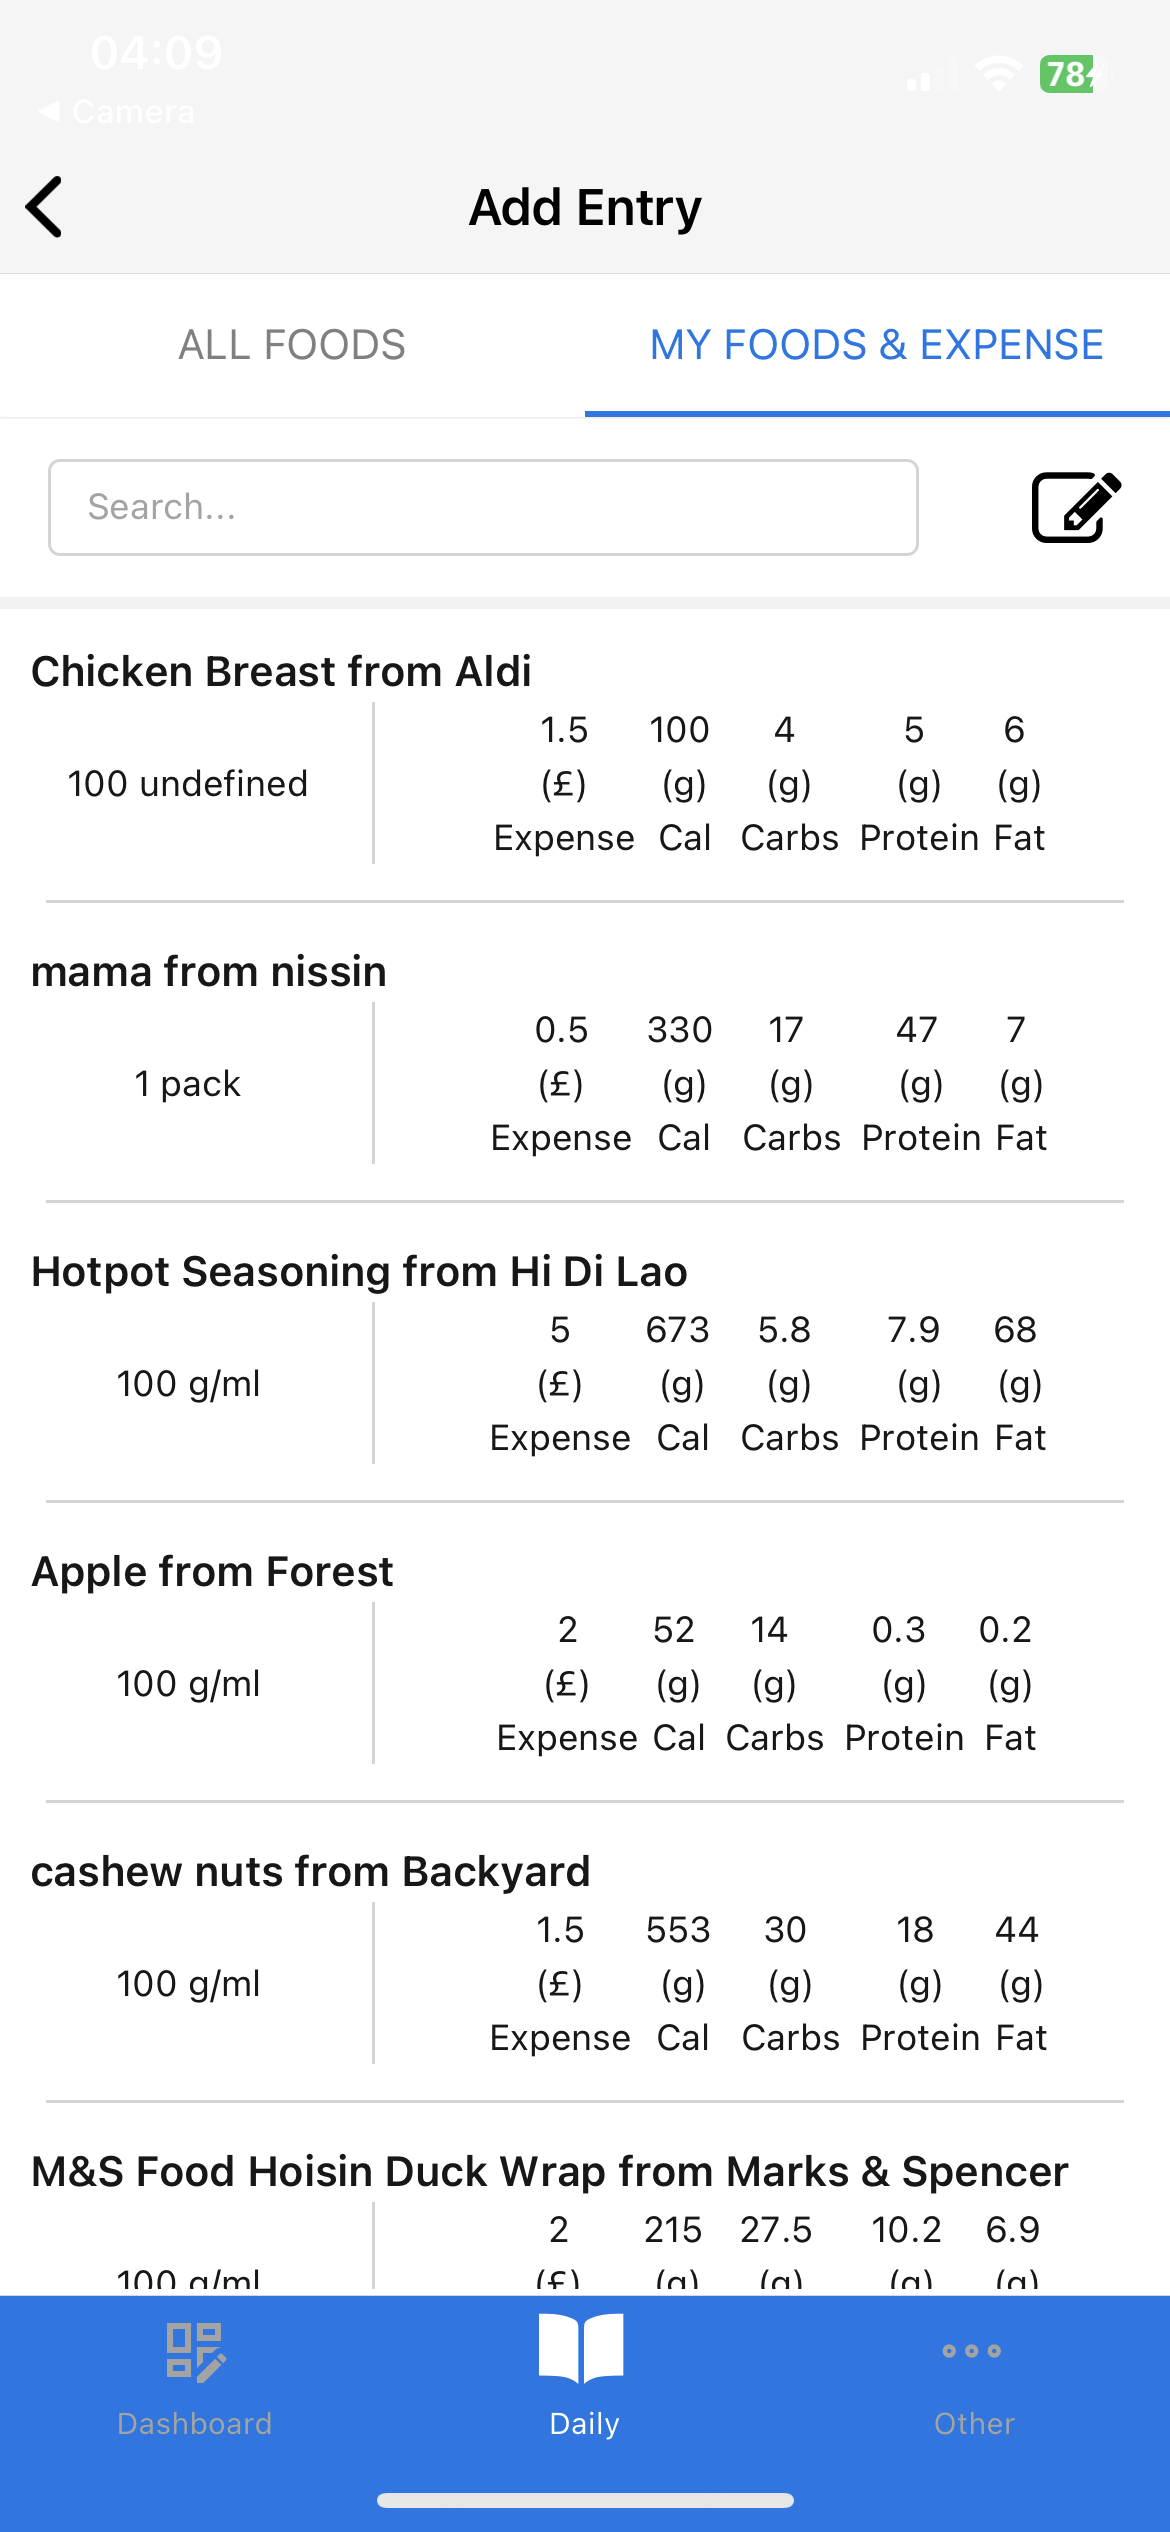 04:09
78
◀ Camera
Add Entry
ALL FOODS
MY FOODS & EXPENSE
Search...
Chicken Breast from Aldi
100 undefined
1.5 100 4 5 6
(£) (g) (g) (g) (g)
Expense Cal Carbs Protein Fat
mama from nissin
1 pack
0.5 330 17 47 7
(£) (g) (g) (g) (g)
Expense Cal Carbs Protein Fat
Hotpot Seasoning from Hi Di Lao
100 g/ml
5 673 5.8 7.9 68
(£) (g) (g) (g) (g)
Expense Cal Carbs Protein Fat
Apple from Forest
100 g/ml
2 52 14 0.3 0.2
(£) (g) (g) (g) (g)
Expense Cal Carbs Protein Fat
cashew nuts from Backyard
100 g/ml
1.5 553 30 18 44
(£) (g) (g) (g) (g)
Expense Cal Carbs Protein Fat
M&S Food Hoisin Duck Wrap from Marks & Spencer
100 g/ml
2 215 27.5 10.2 6.9
(£) (g) (g) (g) (g)
Dashboard
Daily
Other